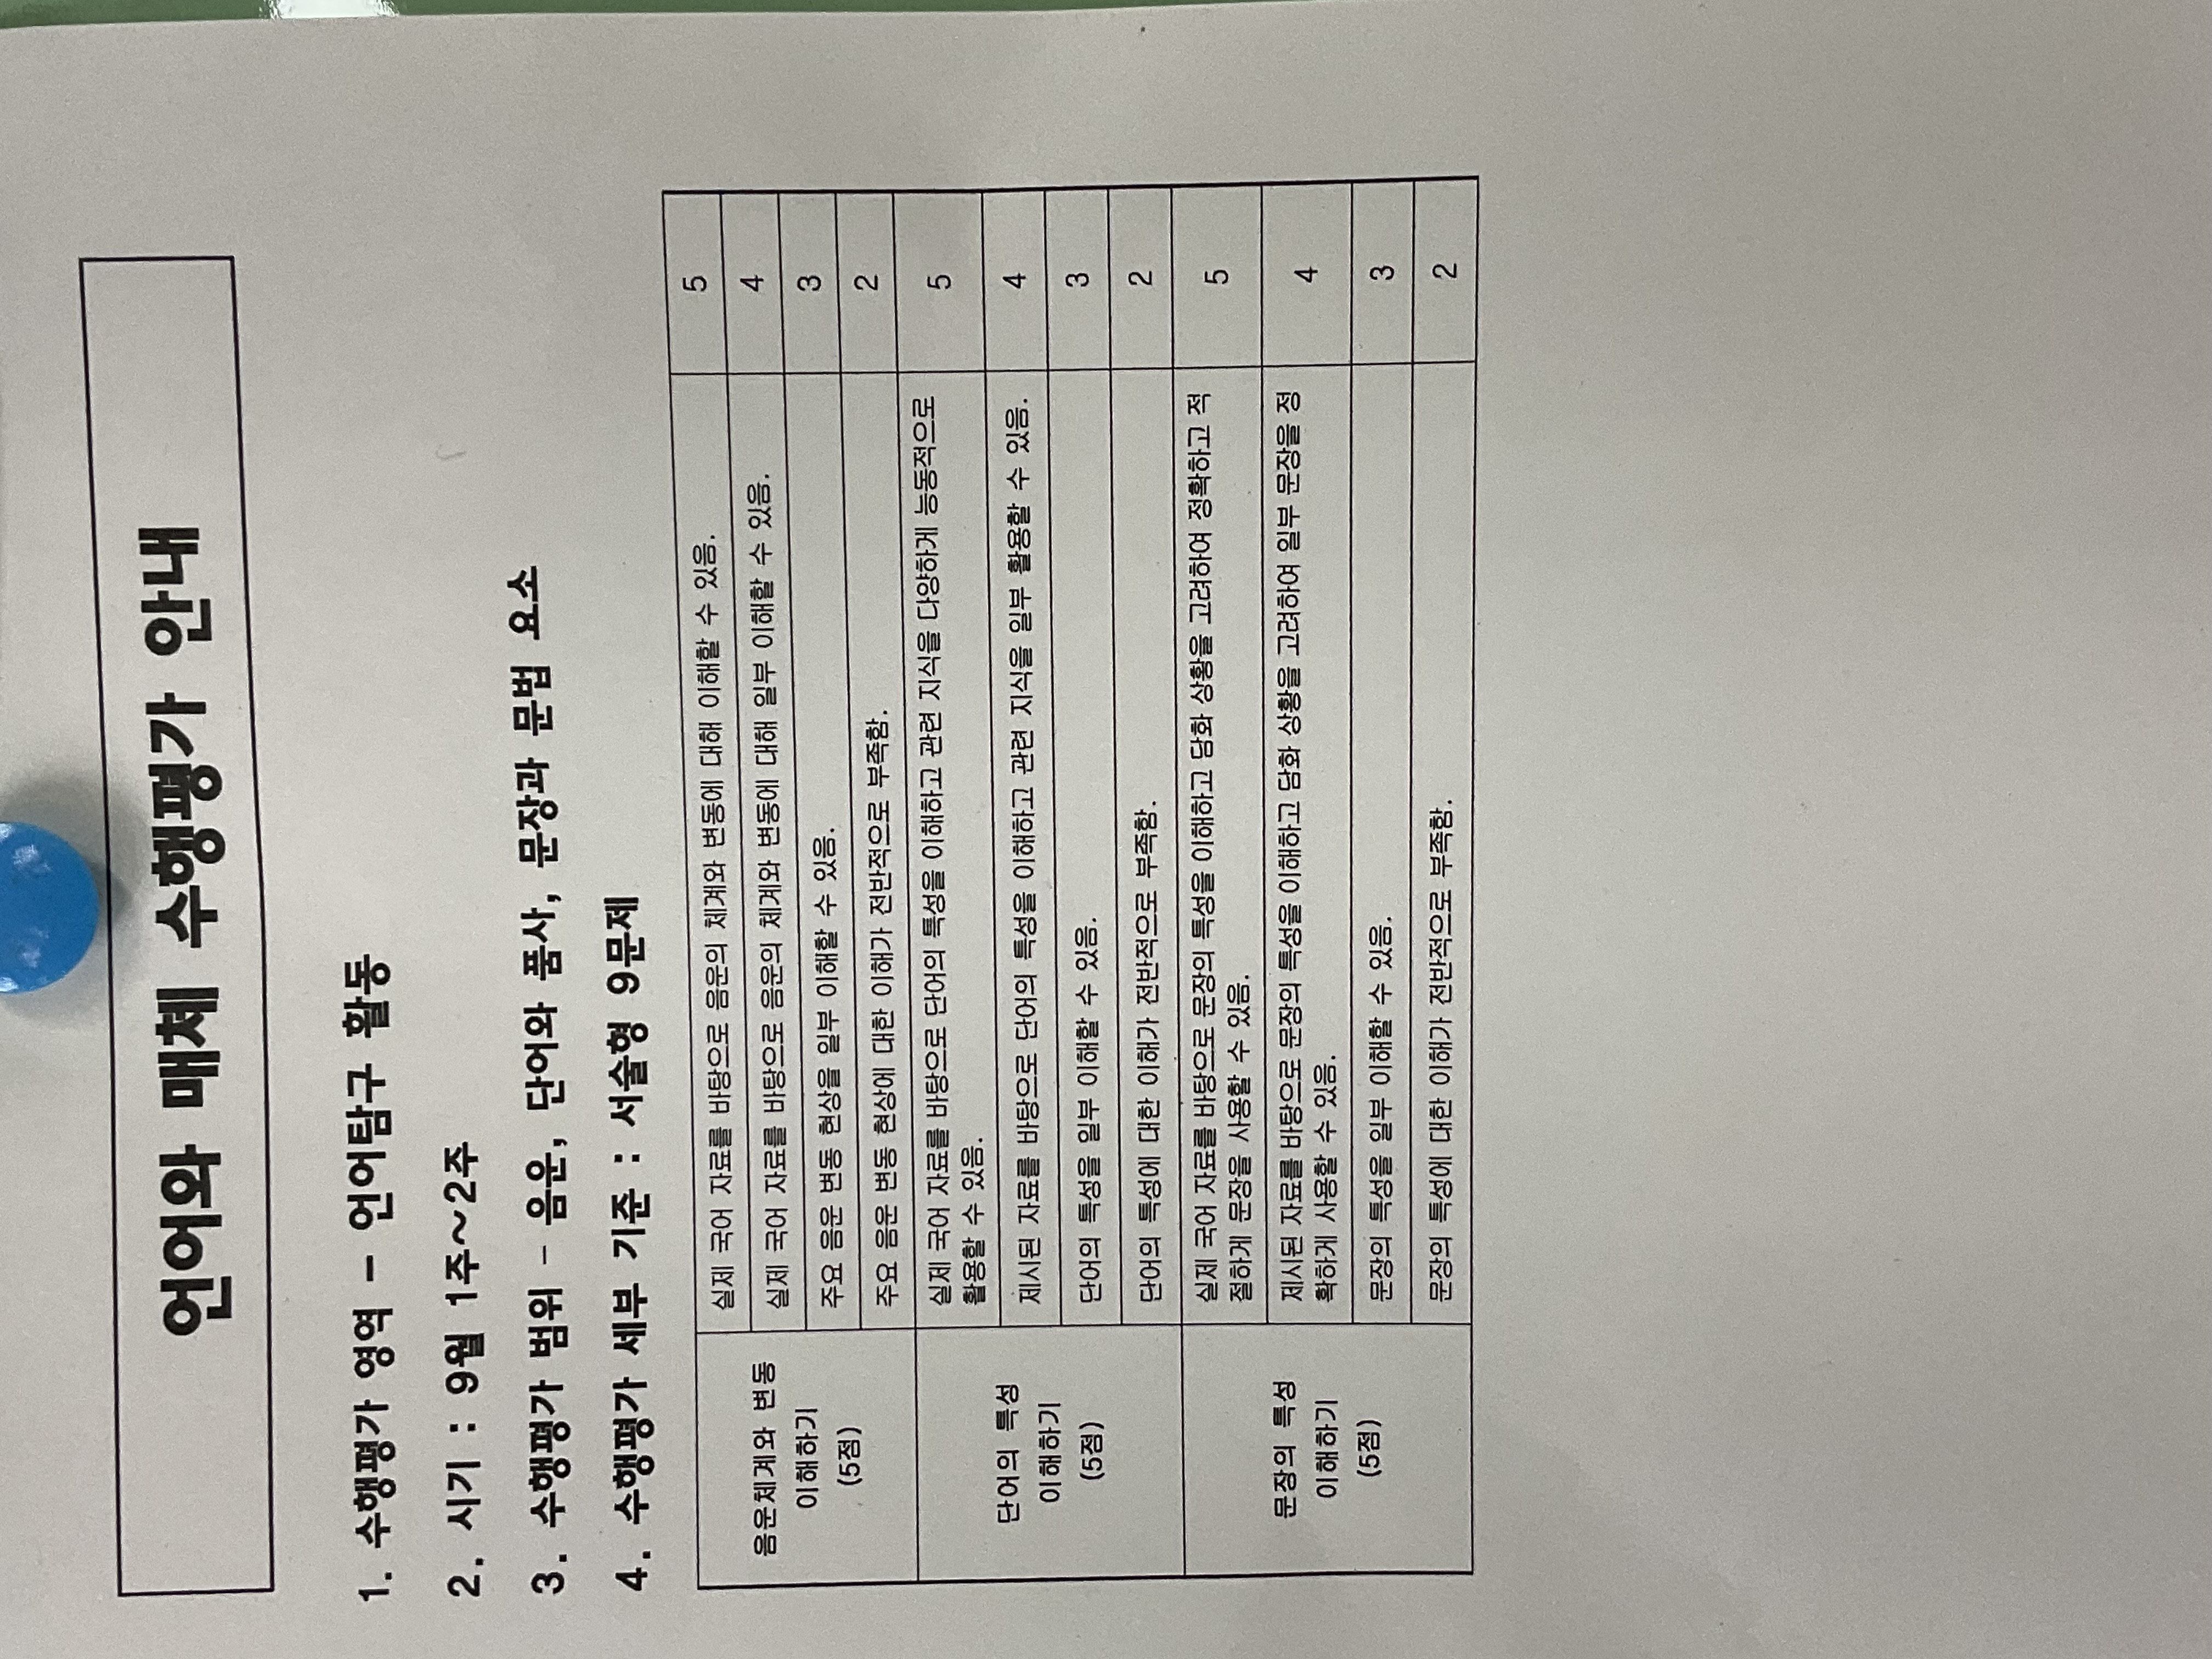 언어와 매체 수행평가 안내
1. 수행평가 영역 - 언어탐구 활동
2. 시기 : 9월 1주~2주
3. 수행평가 범위 - 음운, 단어와 품사, 문장과 문법 요소
4. 수행평가 세부 기준 : 서술형 9문제
음운체계와 변동
이해하기
(5점)
실제 국어 자료를 바탕으로 음운의 체계와 변동에 대해 이해할 수 있음. 5
실제 국어 자료를 바탕으로 음운의 체계와 변동에 대해 일부 이해할 수 있음. 4
주요 음운 변동 현상을 일부 이해할 수 있음. 3
주요 음운 변동 현상에 대한 이해가 전반적으로 부족함. 2
단어의 특성
이해하기
(5점)
실제 국어 자료를 바탕으로 단어의 특성을 이해하고 관련 지식을 다양하게 능동적으로
활용할 수 있음. 5
제시된 자료를 바탕으로 단어의 특성을 이해하고 관련 지식을 일부 활용할 수 있음. 4
단어의 특성을 일부 이해할 수 있음. 3
단어의 특성에 대한 이해가 전반적으로 부족함. 2
문장의 특성
이해하기
(5점)
실제 국어 자료를 바탕으로 문장의 특성을 이해하고 담화 상황을 고려하여 정확하고 적
절하게 문장을 사용할 수 있음. 5
제시된 자료를 바탕으로 문장의 특성을 이해하고 담화 상황을 고려하여 일부 문장을 정
확하게 사용할 수 있음. 4
문장의 특성을 일부 이해할 수 있음. 3
문장의 특성에 대한 이해가 전반적으로 부족함. 2